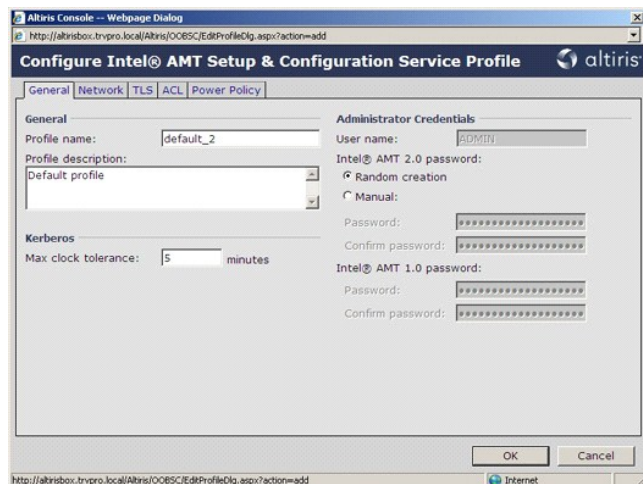 Altiris Console -- Webpage Dialog
http://altirisbox.trvpro.local/Altiris/OOBSC/EditProfileDlg.aspx?action=add
Configure Intel® AMT Setup & Configuration Service Profile
altiris
General Network TLS ACL Power Policy
General
Profile name: default_2
Profile description:
Default profile
Kerberos
Max clock tolerance: 5 minutes
Administrator Credentials
User name: ADMIN
Intel® AMT 2.0 password:
Random creation
Manual:
Password:
Confirm password:
Intel® AMT 1.0 password:
Password:
Confirm password:
OK Cancel
http://altirisbox.trvpro.local/Altiris/OOBSC/EditProfileDlg.aspx?action=add Internet